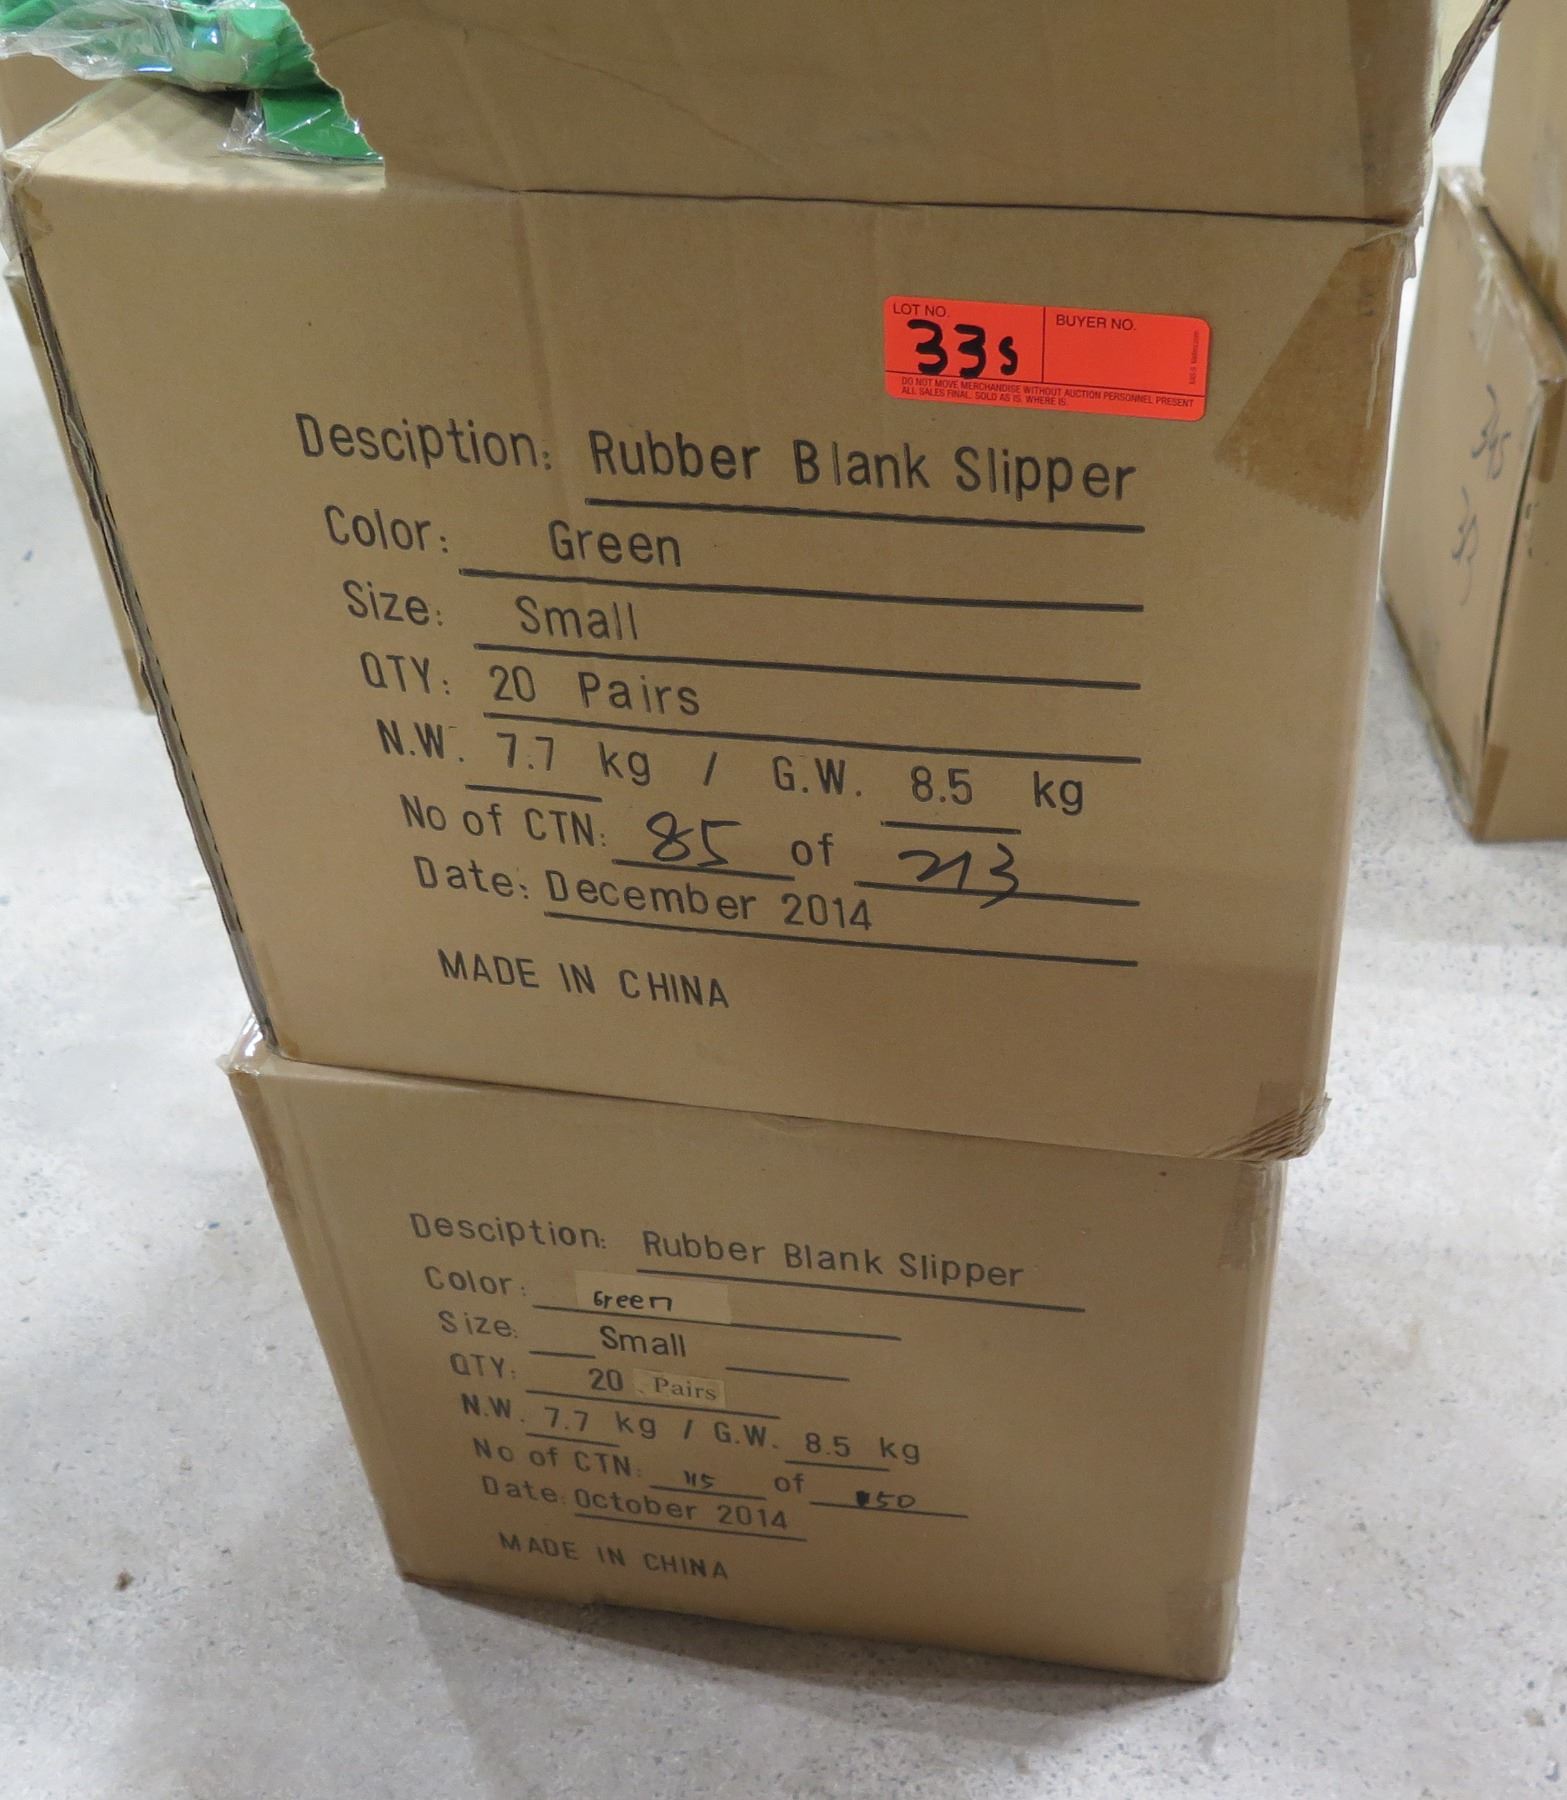 LOT NO. BUYER NO.
33s
DO NOT MOVE MERCHANDISE WITHOUT AUCTION PERSONNEL PRESENT
ALL SALES FINAL. SOLD AS IS. WHERE IS.
Desciption: Rubber Blank Slipper
Color: Green
Size: Small
QTY: 20 Pairs
N.W. 7.7 kg / G.W. 8.5 kg
No of CTN: 85 of 213
Date: December 2014
MADE IN CHINA
Desciption: Rubber Blank Slipper
Color: Green
Size: Small
QTY: 20 Pairs
N.W. 7.7 kg / G.W. 8.5 kg
No of CTN: 115 of 150
Date: October 2014
MADE IN CHINA